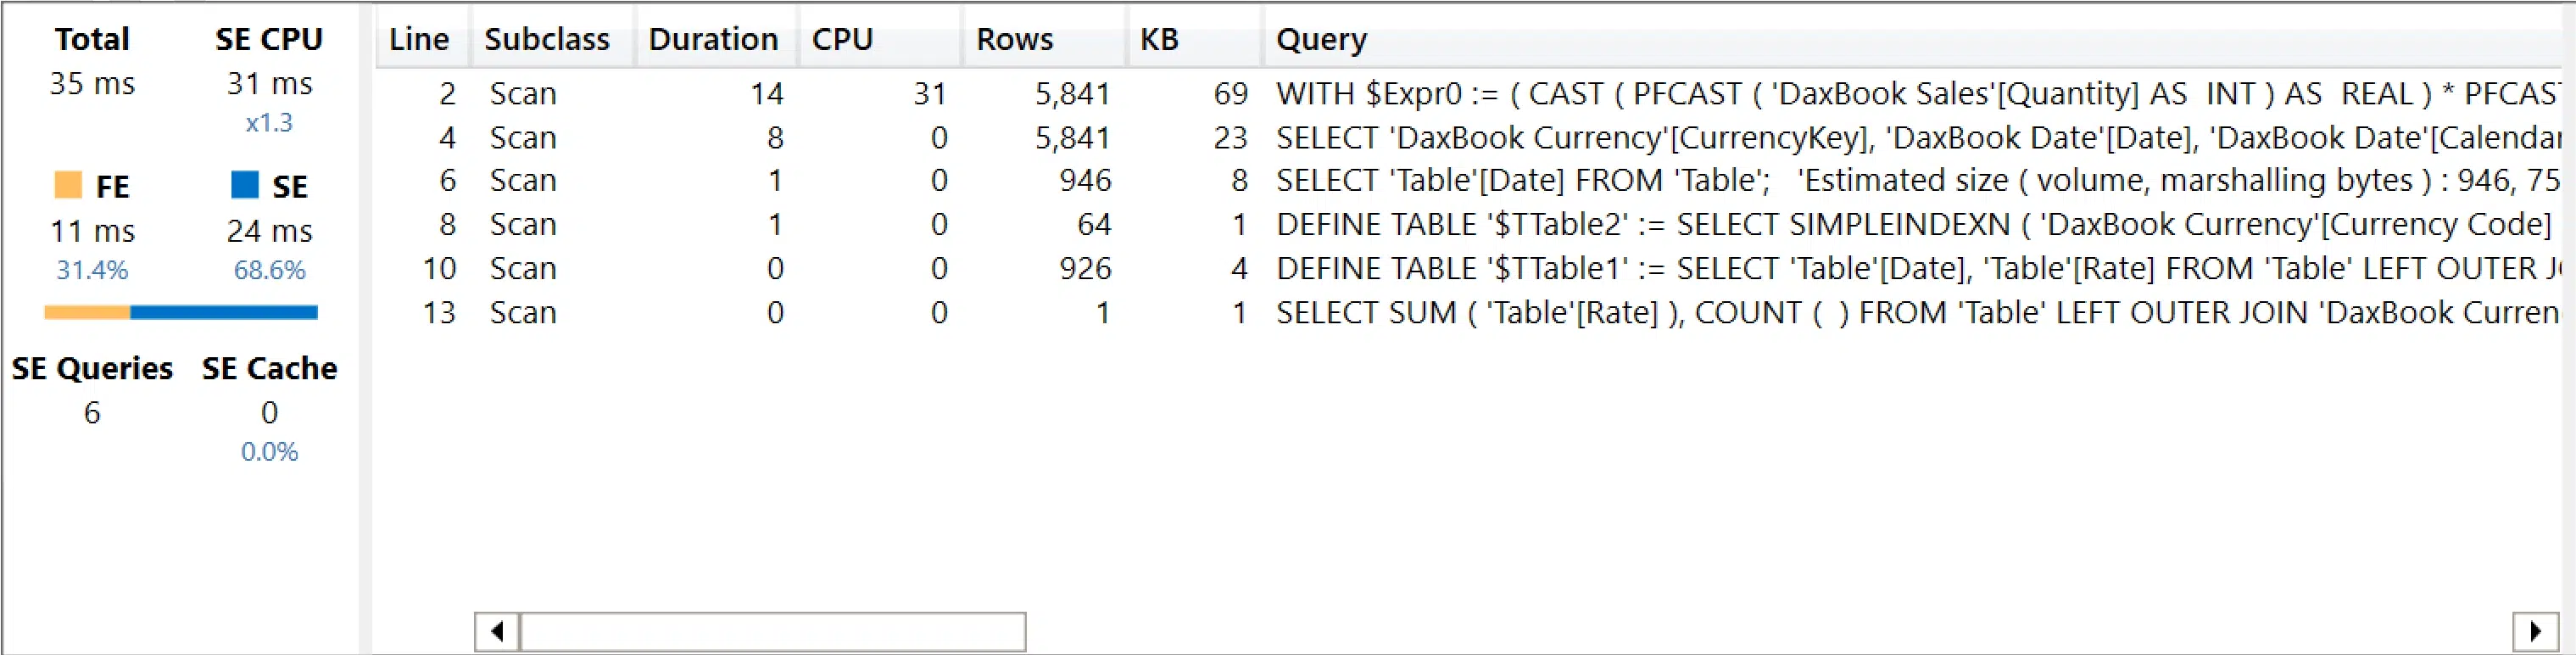 Total SE CPU
35 ms 31 ms
x1.3
FE SE
11 ms 24 ms
31.4% 68.6%
SE Queries SE Cache
6 0
0.0%
Line Subclass Duration CPU Rows KB Query
2 Scan 14 31 5,841 69 WITH $Expr0 := ( CAST ( PFCAST ( 'DaxBook Sales'[Quantity] AS INT ) AS REAL ) * PFCAST
4 Scan 8 0 5,841 23 SELECT 'DaxBook Currency'[CurrencyKey], 'DaxBook Date'[Date], 'DaxBook Date'[Calendar
6 Scan 1 0 946 8 SELECT 'Table'[Date] FROM 'Table'; 'Estimated size ( volume, marshalling bytes ) : 946, 75
8 Scan 1 0 64 1 DEFINE TABLE '$TTable2' := SELECT SIMPLEINDEXN ( 'DaxBook Currency'[Currency Code]
10 Scan 0 0 926 4 DEFINE TABLE '$TTable1' := SELECT 'Table'[Date], 'Table'[Rate] FROM 'Table' LEFT OUTER
13 Scan 0 0 1 1 SELECT SUM ( 'Table'[Rate] ), COUNT ( ) FROM 'Table' LEFT OUTER JOIN 'DaxBook Curren